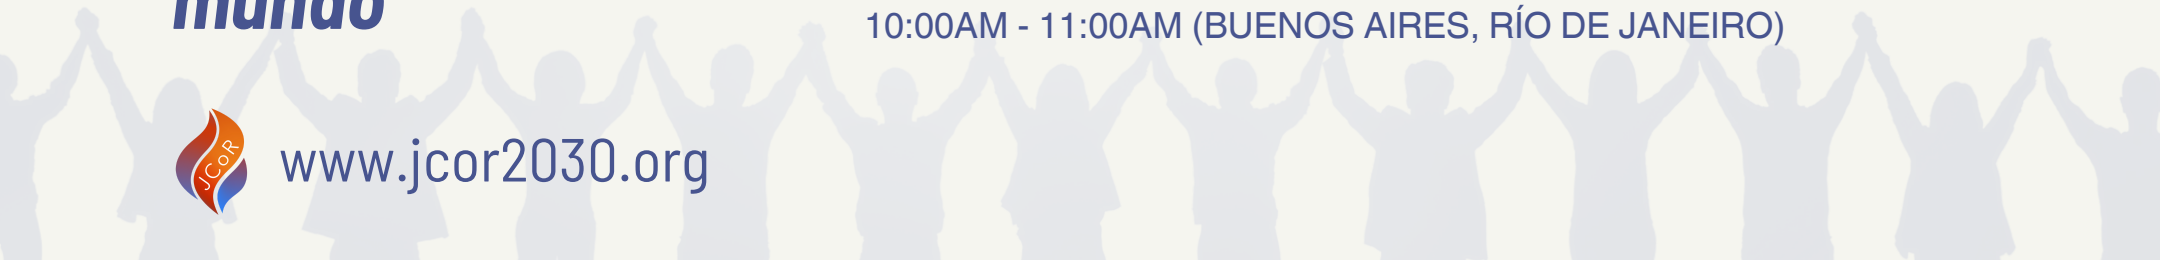 mundo
10:00AM - 11:00AM (BUENOS AIRES, RÍO DE JANEIRO)
JCoR
www.jcor2030.org